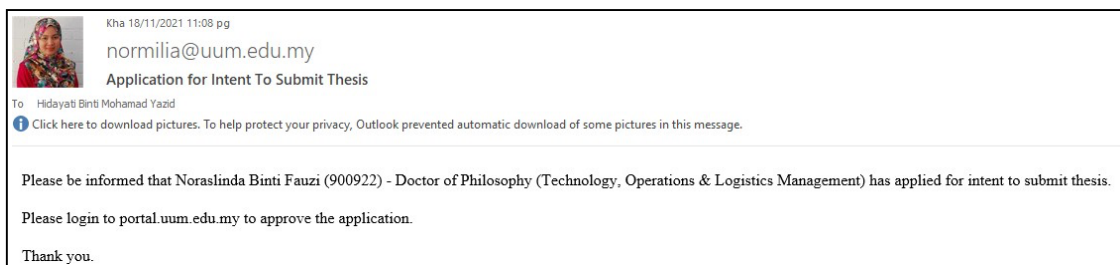 Kha 18/11/2021 11:08 pg
normilia@uum.edu.my
Application for Intent To Submit Thesis
To Hidayati Binti Mohamad Yazid
Click here to download pictures. To help protect your privacy, Outlook prevented automatic download of some pictures in this message.
Please be informed that Noraslinda Binti Fauzi (900922) - Doctor of Philosophy (Technology, Operations & Logistics Management) has applied for intent to submit thesis.
Please login to portal.uum.edu.my to approve the application.
Thank you.